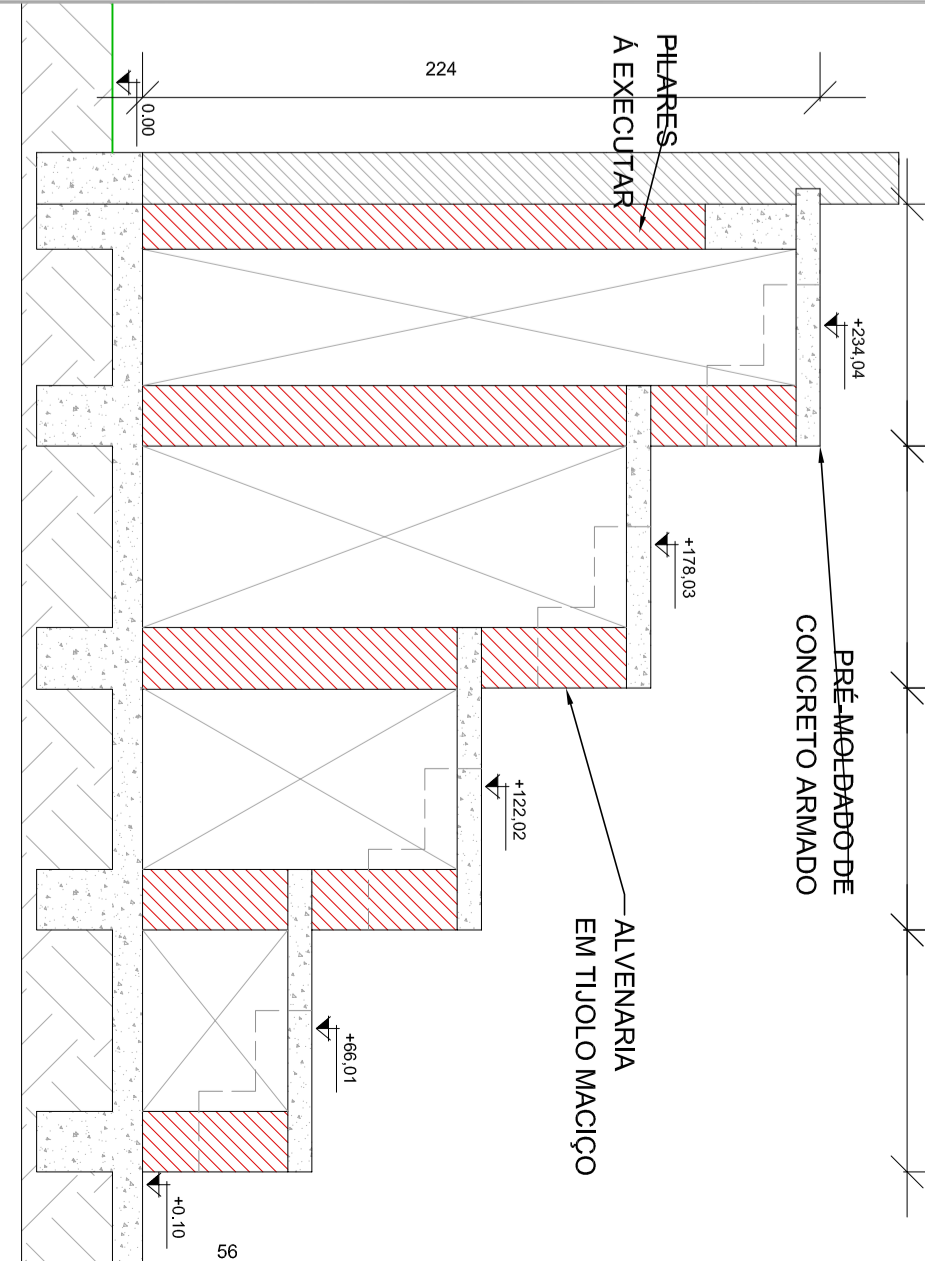 224
0.00
PILARES
Á EXECUTAR
+234,04
+178,03
PRÉ-MOLDADO DE
CONCRETO ARMADO
+122,02
ALVENARIA
EM TIJOLO MACIÇO
+66,01
+0.10
56